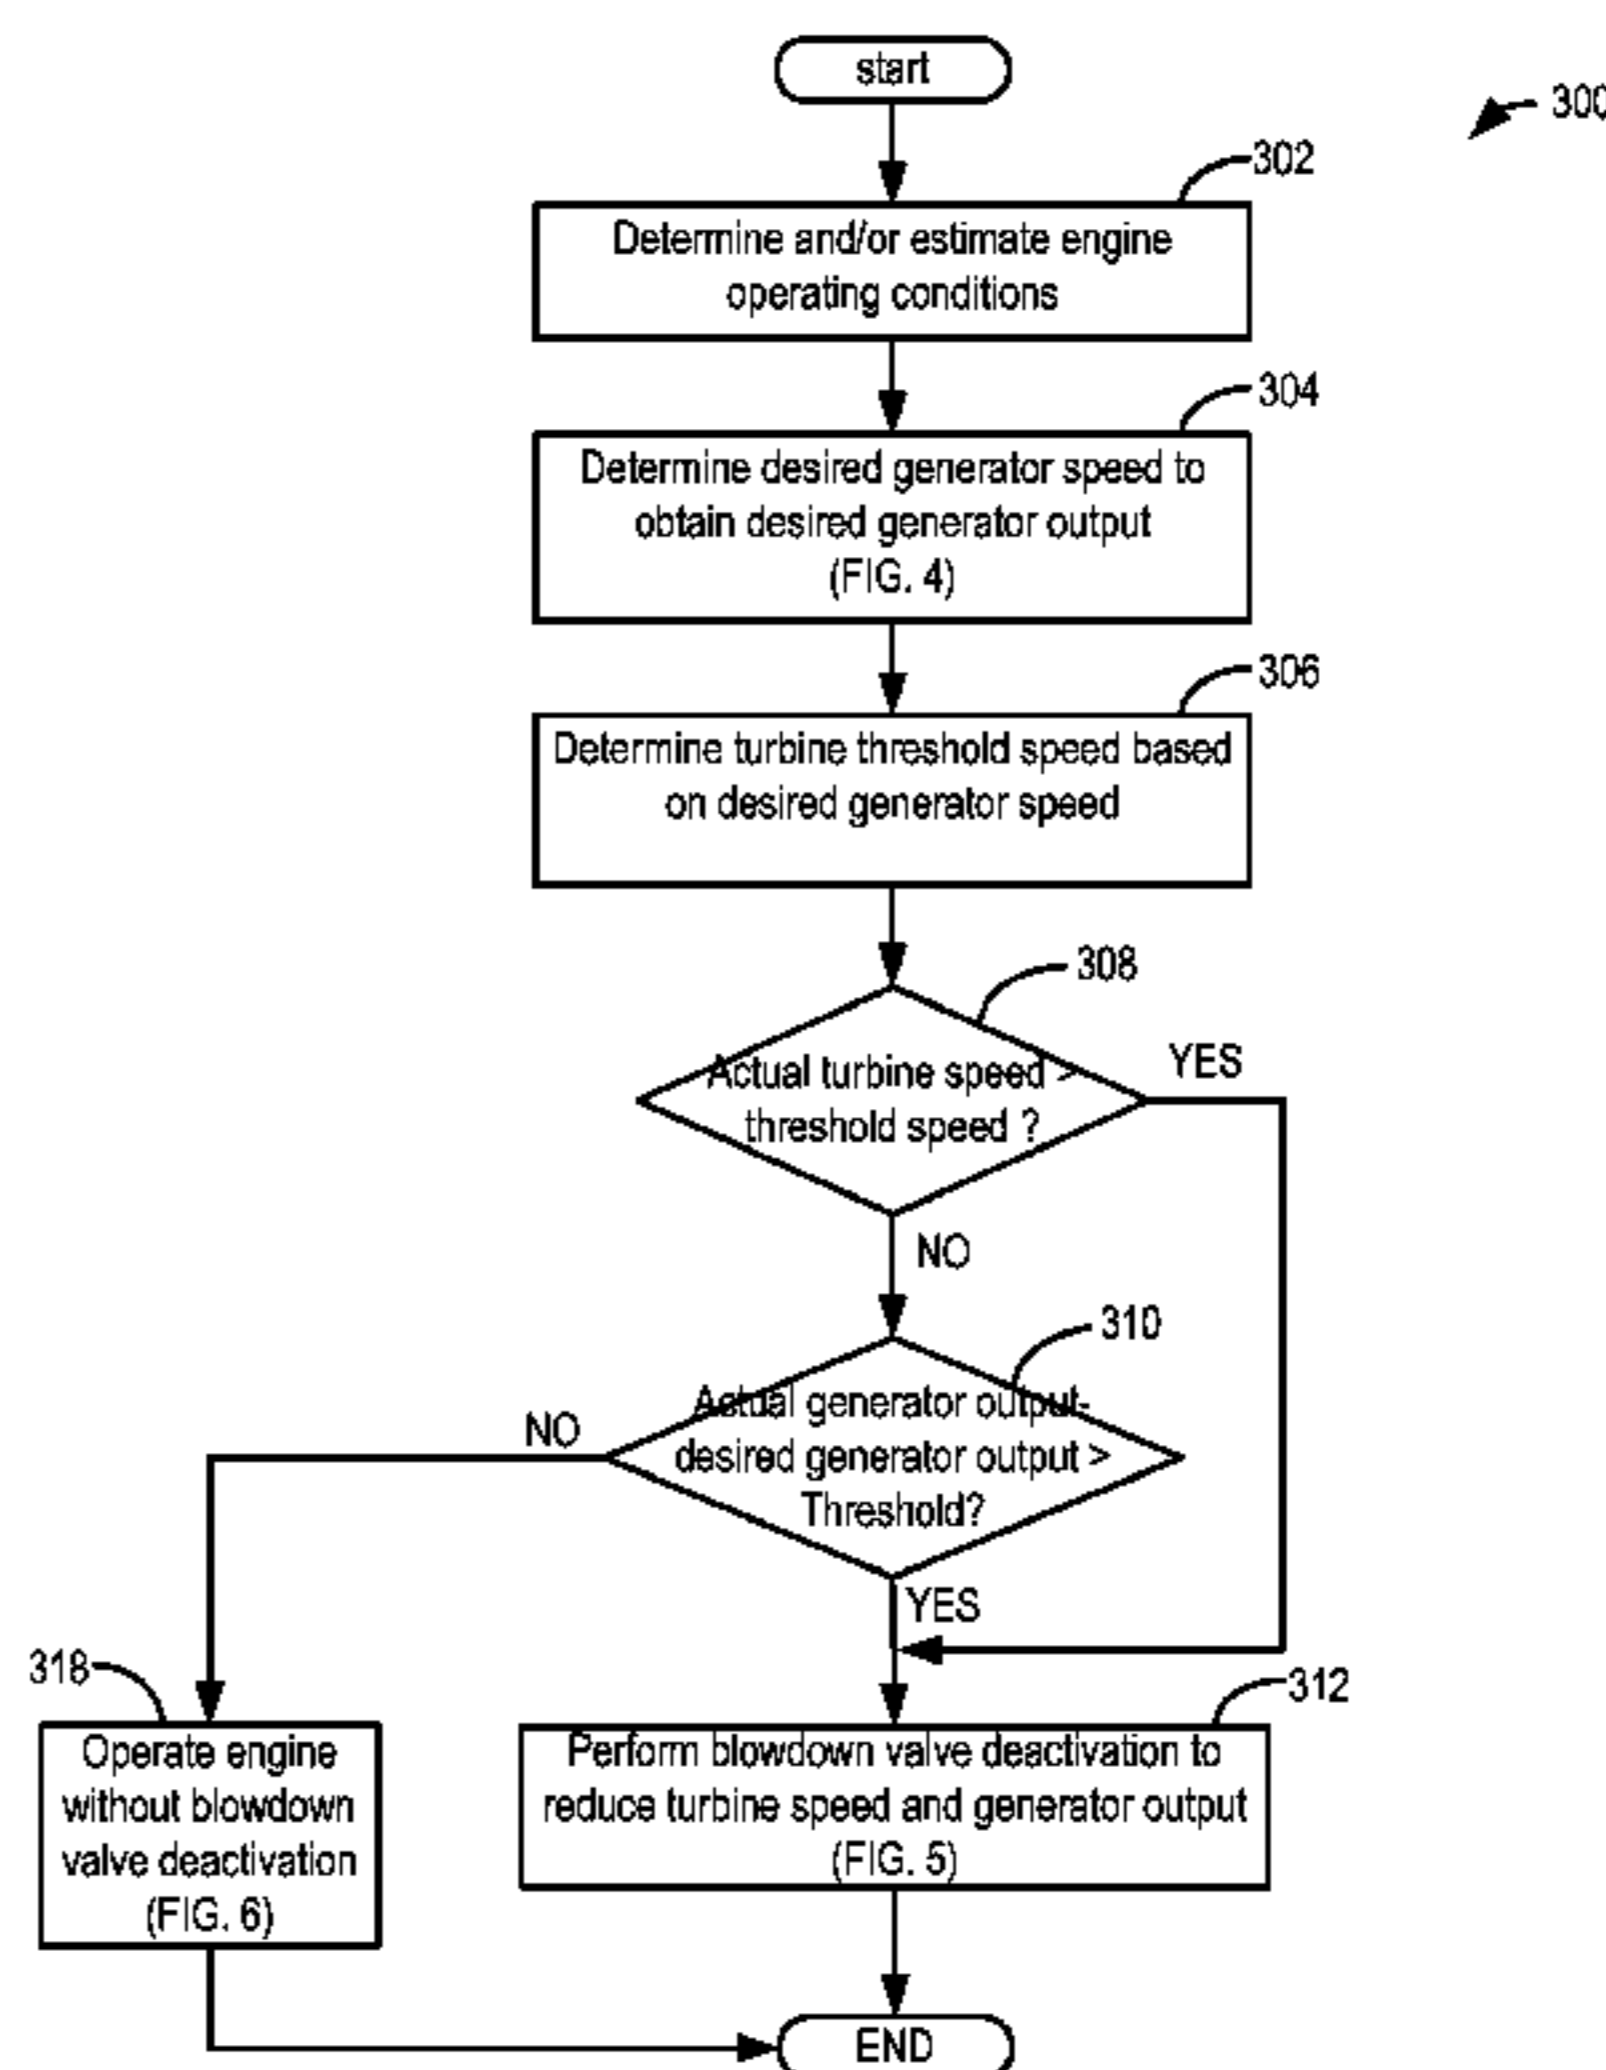 start
300
302
Determine and/or estimate engine
operating conditions
304
Determine desired generator speed to
obtain desired generator output
(FIG. 4)
306
Determine turbine threshold speed based
on desired generator speed
308
Actual turbine speed >
threshold speed ?
YES
NO
310
Actual generator output-
desired generator output >
Threshold?
NO
YES
318
Operate engine
without blowdown
valve deactivation
(FIG. 6)
312
Perform blowdown valve deactivation to
reduce turbine speed and generator output
(FIG. 5)
END